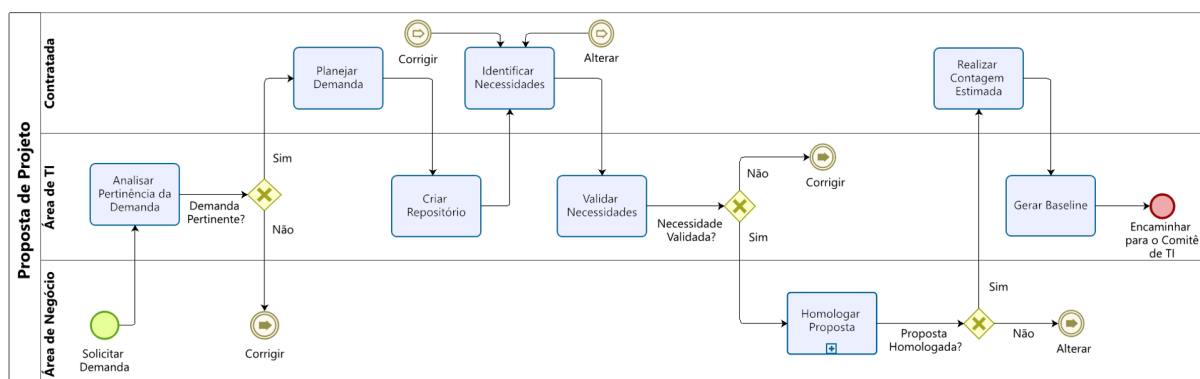 Proposta de Projeto
Contratada
Planejar
Demanda
Corrigir
Identificar
Necessidades
Alterar
Realizar
Contagem
Estimada
Área de TI
Analisar
Pertinência da
Demanda
Demanda
Pertinente?
Sim
Não
Criar
Repositório
Validar
Necessidades
Necessidade
Validada?
Não
Sim
Corrigir
Gerar Baseline
Encaminhar
para o Comitê
de TI
Área de Negócio
Solicitar
Demanda
Corrigir
Homologar
Proposta
Proposta
Homologada?
Sim
Não
Alterar